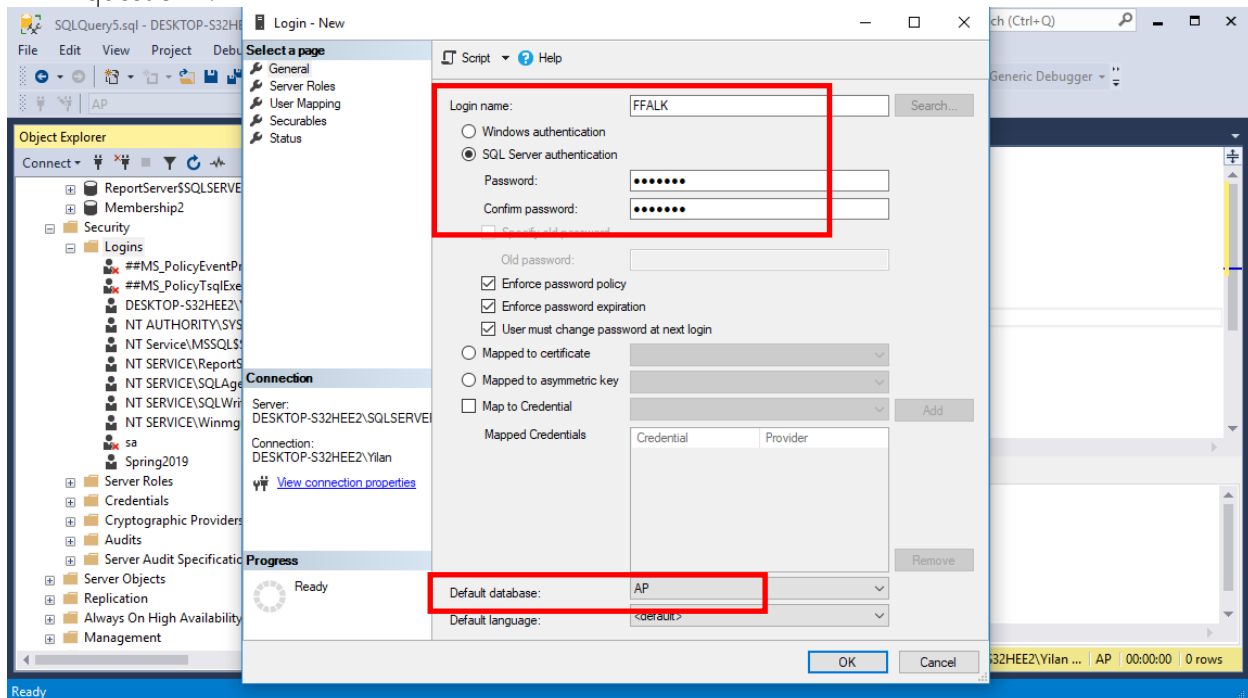 SQLQuery5.sql - DESKTOP-S32HE
Login - New
ch (Ctrl+Q)
File Edit View Project Debu
Generic Debugger
AP
Object Explorer
Connect
ReportServer$SQLSERVE
Membership2
Security
Logins
##MS_PolicyEventPr
##MS_PolicyTsqlExe
DESKTOP-S32HEE2\Y
NT AUTHORITY\SYS
NT Service\MSSQL$S
NT SERVICE\ReportS
NT SERVICE\SQLAge
NT SERVICE\SQLWri
NT SERVICE\Winmg
sa
Spring2019
Server Roles
Credentials
Cryptographic Providers
Audits
Server Audit Specificatio
Server Objects
Replication
Always On High Availability
Management
Select a page
General
Server Roles
User Mapping
Securables
Status
Connection
Server:
DESKTOP-S32HEE2\SQLSERVE
Connection:
DESKTOP-S32HEE2\Yilan
View connection properties
Progress
Ready
Script Help
Login name: FFALK Search...
Windows authentication
SQL Server authentication
Password: •••••••
Confirm password: •••••••
Specify old password
Old password:
Enforce password policy
Enforce password expiration
User must change password at next login
Mapped to certificate
Mapped to asymmetric key
Map to Credential Add
Mapped Credentials Credential Provider
Remove
Default database: AP
Default language: <default>
OK Cancel
S32HEE2\Yilan ... AP 00:00:00 0 rows
Ready